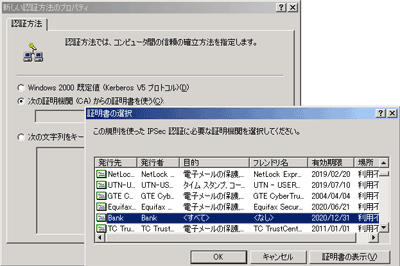 新しい認証方法のプロパティ
認証方法
認証方法では、コンピュータ間の信頼の確立方法を指定します。
Windows 2000 既定値 (Kerberos V5 プロトコル)(D)
次の証明機関 (CA) からの証明書を使う(C):
次の文字列をキー
証明書の選択
この規則を使った IPSec 認証に必要な証明機関を選択してください。
発行先 発行者 目的 フレンドリ名 有効期限 場所
NetLoc... NetLock ... 電子メールの保護... NetLock Expr... 2019/02/20 利用不
UTN-U... UTN-US... タイム スタンプ, コー... UTN - USER... 2019/07/10 利用不
GTE C... GTE Cy... 電子メールの保護... GTE CyberTru... 2004/04/04 利用不
Equifax Equifax ... 電子メールの保護... Equifax Secur... 2020/06/21 利用不
Bank Bank <すべて> <なし> 2020/12/31 利用不
TC Tru... TC Trust... 電子メールの保護... TC TrustCent... 2011/01/01 利用不
OK キャンセル 証明書の表示(V)